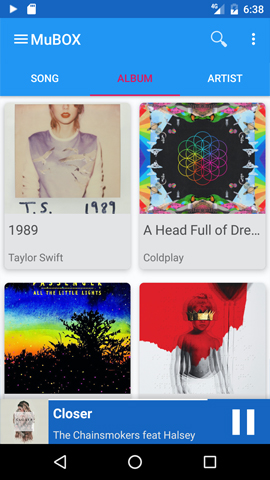 4G 6:38
MuBOX
SONG ALBUM ARTIST
T.S. 1989
1989
A Head Full of Dre...
Taylor Swift
Coldplay
PASSENGER
ALL THE LITTLE LIGHTS
Closer
The Chainsmokers feat Halsey